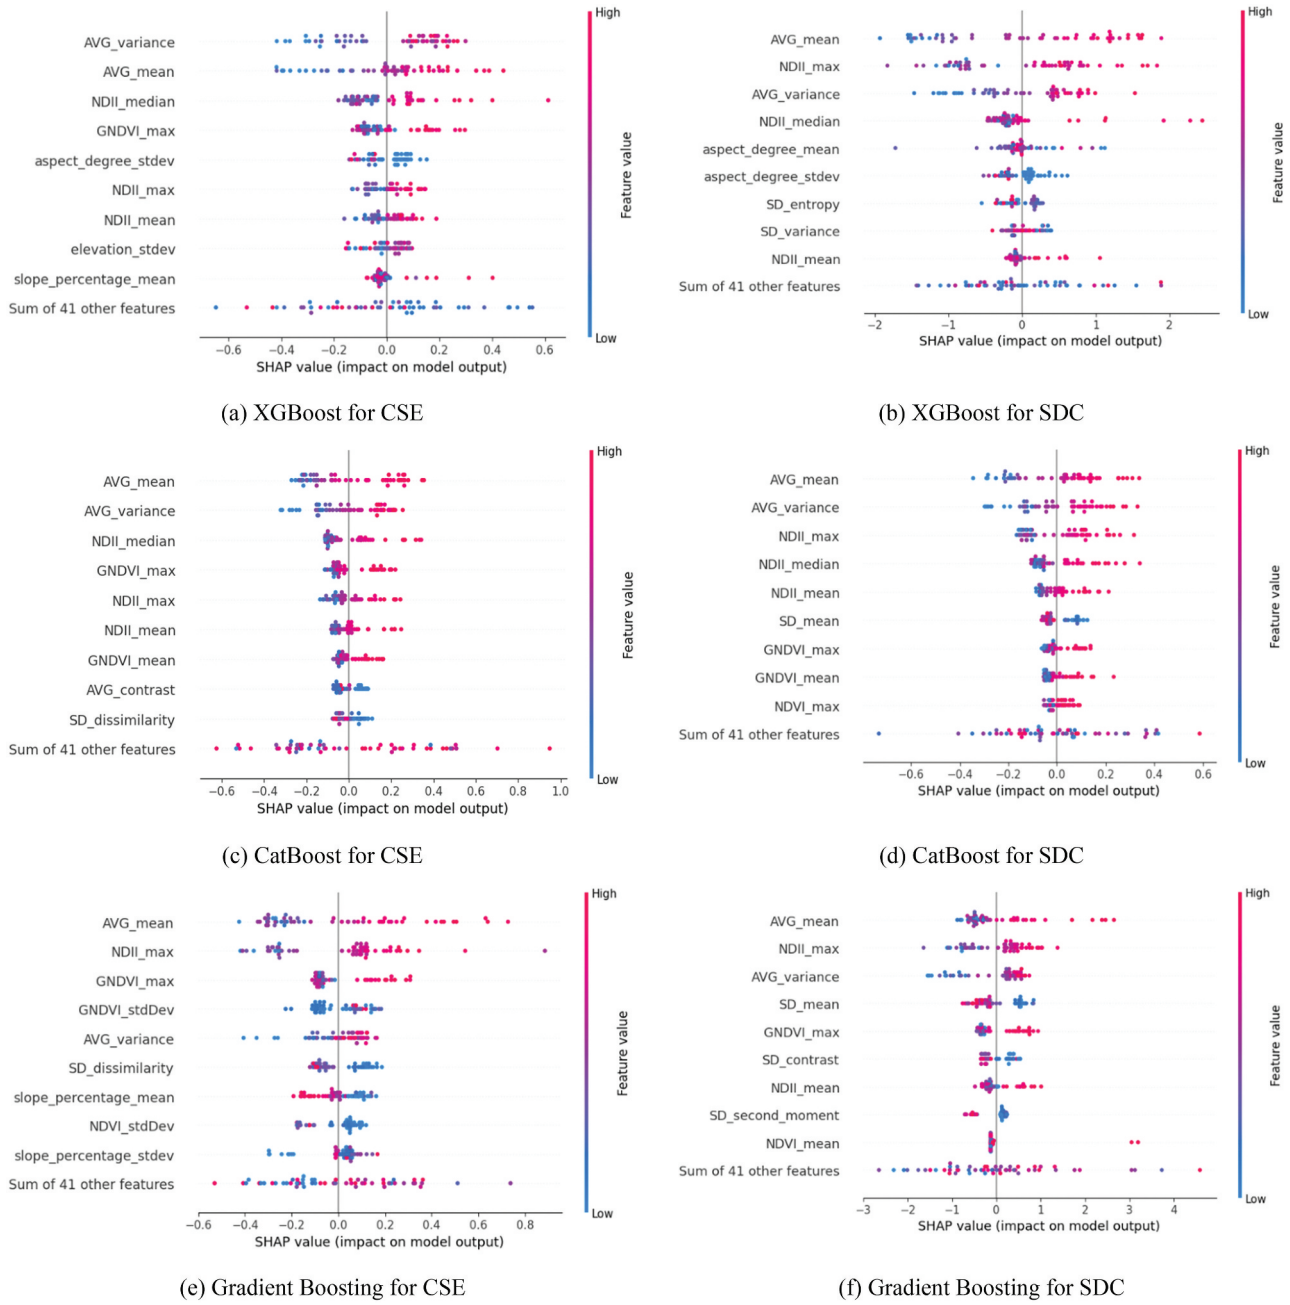 High
AVG_variance
AVG_mean
NDII_median
GNDVI_max
aspect_degree_stdev
NDII_max
NDII_mean
elevation_stdev
slope_percentage_mean
Sum of 41 other features
Feature value
Low
−0.6 −0.4 −0.2 0.0 0.2 0.4 0.6
SHAP value (impact on model output)
(a) XGBoost for CSE
High
AVG_mean
NDII_max
AVG_variance
NDII_median
aspect_degree_mean
aspect_degree_stdev
SD_entropy
SD_variance
NDII_mean
Sum of 41 other features
Feature value
Low
−2 −1 0 1 2
SHAP value (impact on model output)
(b) XGBoost for SDC
High
AVG_mean
AVG_variance
NDII_median
GNDVI_max
NDII_max
NDII_mean
GNDVI_mean
AVG_contrast
SD_dissimilarity
Sum of 41 other features
Feature value
Low
−0.6 −0.4 −0.2 0.0 0.2 0.4 0.6 0.8 1.0
SHAP value (impact on model output)
(c) CatBoost for CSE
High
AVG_mean
AVG_variance
NDII_max
NDII_median
NDII_mean
SD_mean
GNDVI_max
GNDVI_mean
NDVI_max
Sum of 41 other features
Feature value
Low
−0.6 −0.4 −0.2 0.0 0.2 0.4 0.6
SHAP value (impact on model output)
(d) CatBoost for SDC
High
AVG_mean
NDII_max
GNDVI_max
GNDVI_stdDev
AVG_variance
SD_dissimilarity
slope_percentage_mean
NDVI_stdDev
slope_percentage_stdev
Sum of 41 other features
Feature value
Low
−0.6 −0.4 −0.2 0.0 0.2 0.4 0.6 0.8
SHAP value (impact on model output)
(e) Gradient Boosting for CSE
High
AVG_mean
NDII_max
AVG_variance
SD_mean
GNDVI_max
SD_contrast
NDII_mean
SD_second_moment
NDVI_mean
Sum of 41 other features
Feature value
Low
−3 −2 −1 0 1 2 3 4
SHAP value (impact on model output)
(f) Gradient Boosting for SDC